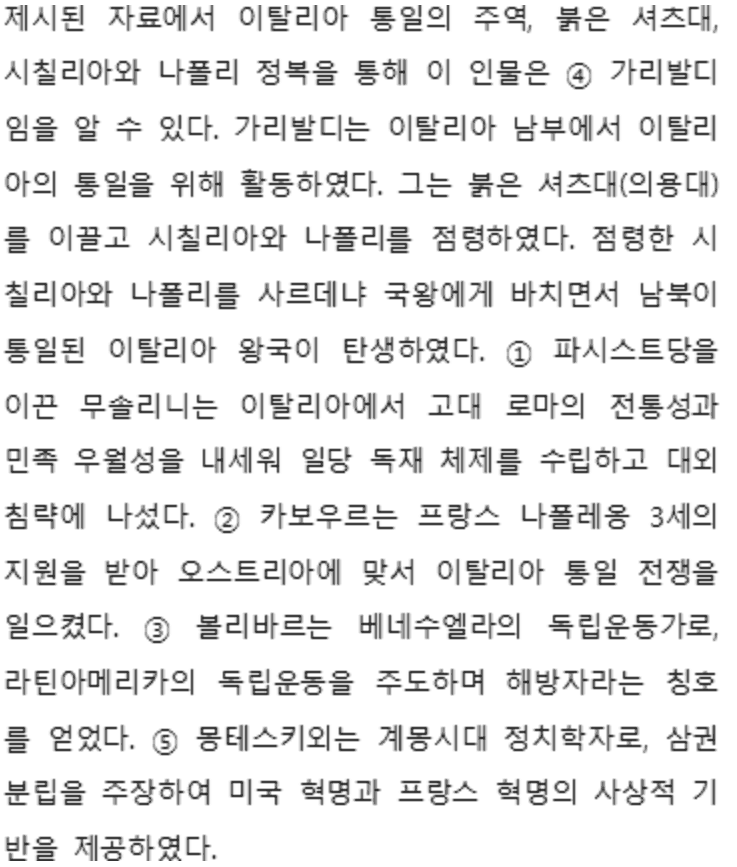 제시된 자료에서 이탈리아 통일의 주역, 붉은 셔츠대,
시칠리아와 나폴리 정복을 통해 이 인물은 ④ 가리발디
임을 알 수 있다. 가리발디는 이탈리아 남부에서 이탈리
아의 통일을 위해 활동하였다. 그는 붉은 셔츠대(의용대)
를 이끌고 시칠리아와 나폴리를 점령하였다. 점령한 시
칠리아와 나폴리를 사르데냐 국왕에게 바치면서 남북이
통일된 이탈리아 왕국이 탄생하였다. ① 파시스트당을
이끈 무솔리니는 이탈리아에서 고대 로마의 전통성과
민족 우월성을 내세워 일당 독재 체제를 수립하고 대외
침략에 나섰다. ② 카보우르는 프랑스 나폴레옹 3세의
지원을 받아 오스트리아에 맞서 이탈리아 통일 전쟁을
일으켰다. ③ 볼리바르는 베네수엘라의 독립운동가로,
라틴아메리카의 독립운동을 주도하며 해방자라는 칭호
를 얻었다. ⑤ 몽테스키외는 계몽시대 정치학자로, 삼권
분립을 주장하여 미국 혁명과 프랑스 혁명의 사상적 기
반을 제공하였다.